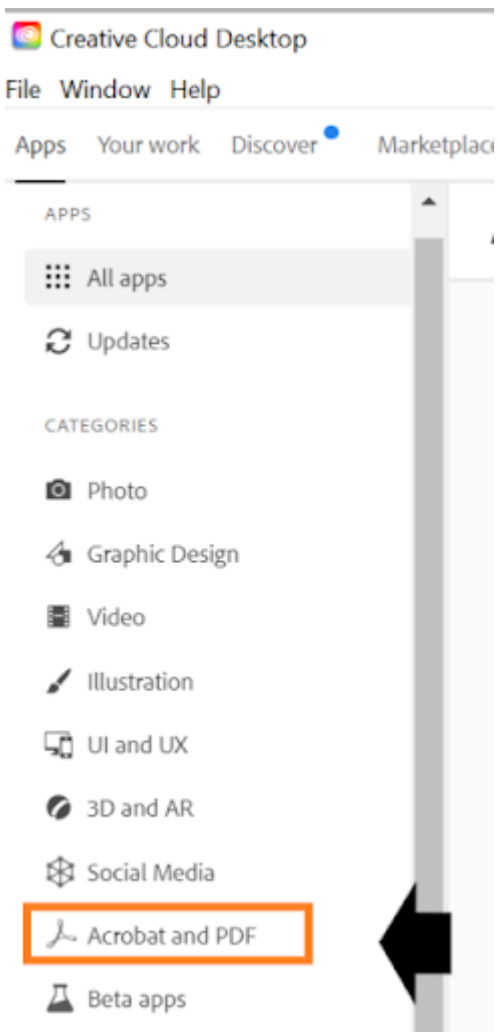 Creative Cloud Desktop
File Window Help
Apps Your work Discover Marketplace
APPS
All apps
Updates
CATEGORIES
Photo
Graphic Design
Video
Illustration
UI and UX
3D and AR
Social Media
Acrobat and PDF
Beta apps